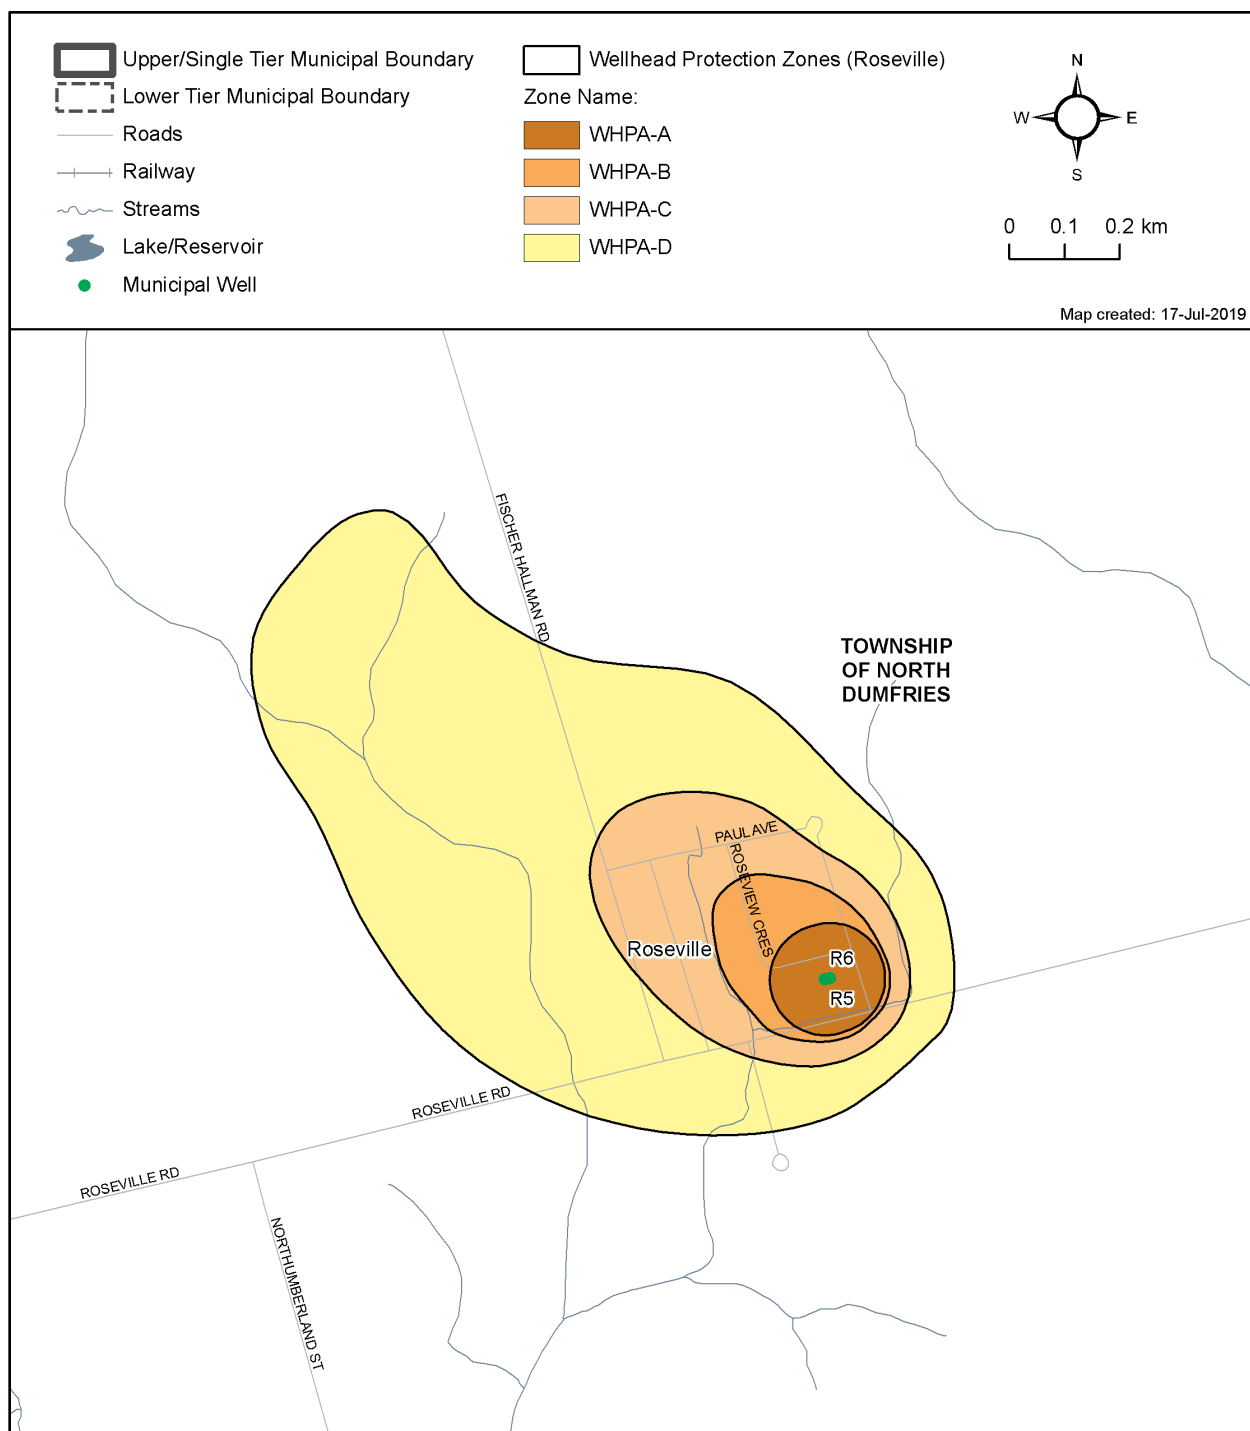 Upper/Single Tier Municipal Boundary
Lower Tier Municipal Boundary
Roads
Railway
Streams
Lake/Reservoir
Municipal Well
Wellhead Protection Zones (Roseville)
Zone Name:
WHPA-A
WHPA-B
WHPA-C
WHPA-D
N
W E
S
0 0.1 0.2 km
Map created: 17-Jul-2019
FISCHER HALLMAN RD
TOWNSHIP
OF NORTH
DUMFRIES
PAUL AVE
ROSEVIEW CRES
Roseville
R6
R5
ROSEVILLE RD
ROSEVILLE RD
NORTHUMBERLAND ST